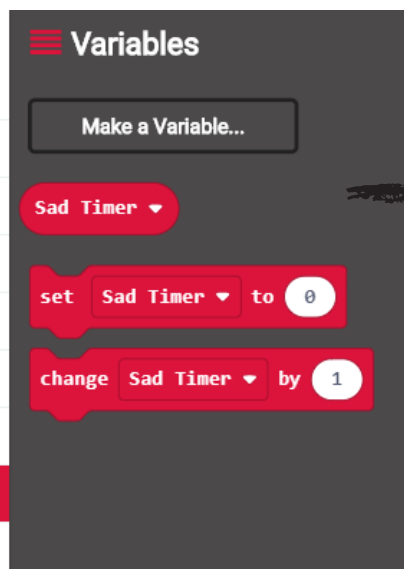 Variables
Make a Variable...
Sad Timer
set Sad Timer to 0
change Sad Timer by 1